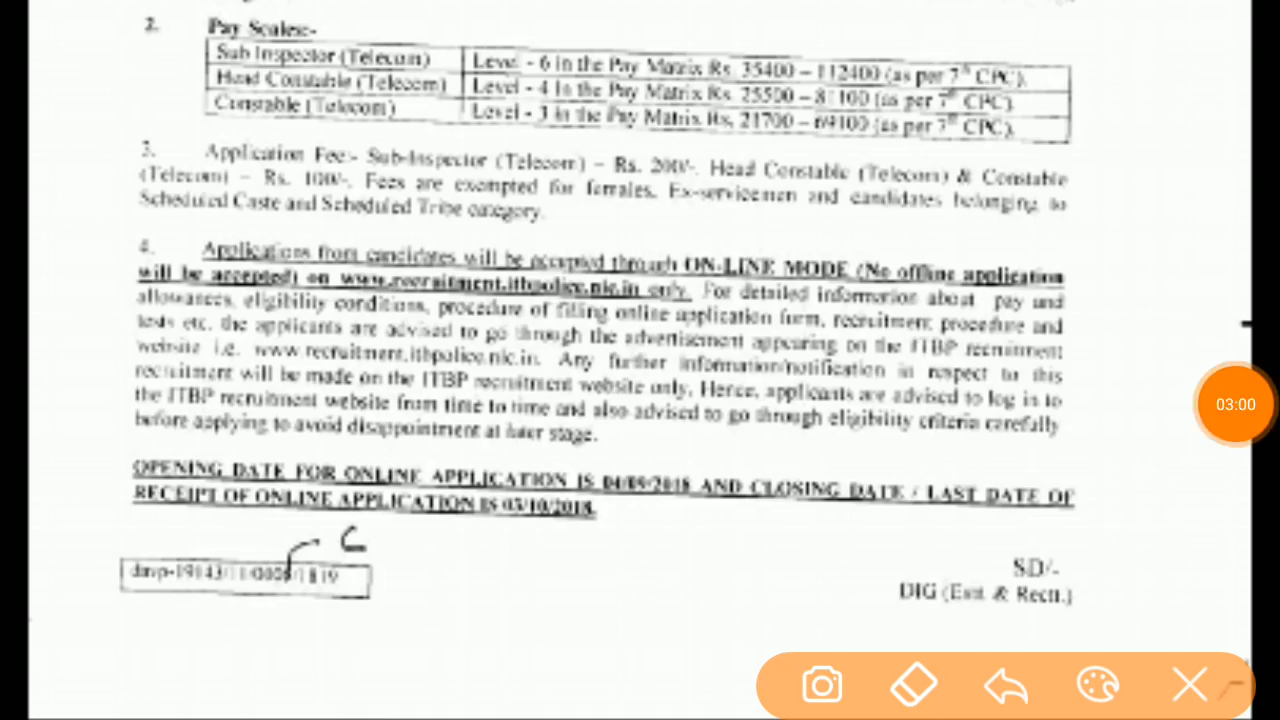 2. Pay Scales:-
Sub Inspector (Telecom) Level - 6 in the Pay Matrix Rs. 35400 – 112400 (as per 7th CPC).
Head Constable (Telecom) Level - 4 in the Pay Matrix Rs. 25500 – 81100 (as per 7th CPC).
Constable (Telecom) Level - 3 in the Pay Matrix Rs. 21700 – 69100 (as per 7th CPC).
3. Application Fee:- Sub-Inspector (Telecom) – Rs. 200/-. Head Constable (Telecom) & Constable
(Telecom) – Rs. 100/-. Fees are exempted for females, Ex-servicemen and candidates belonging to
Scheduled Caste and Scheduled Tribe category.
4. Applications from candidates will be accepted through ON-LINE MODE (No offline application
will be accepted) on www.recruitment.itbpolice.nic.in only. For detailed information about pay and
allowances, eligibility conditions, procedure of filling online application form, recruitment procedure and
tests etc. the applicants are advised to go through the advertisement appearing on the ITBP recruitment
website i.e. www.recruitment.itbpolice.nic.in. Any further information/notification in respect to this
recruitment will be made on the ITBP recruitment website only. Hence, applicants are advised to log in to
the ITBP recruitment website from time to time and also advised to go through eligibility criteria carefully
before applying to avoid disappointment at later stage.
OPENING DATE FOR ONLINE APPLICATION IS 04/09/2018 AND CLOSING DATE / LAST DATE OF
RECEIPT OF ONLINE APPLICATION IS 03/10/2018.
SD/-
DIG (Estt. & Rectt.)
03:00